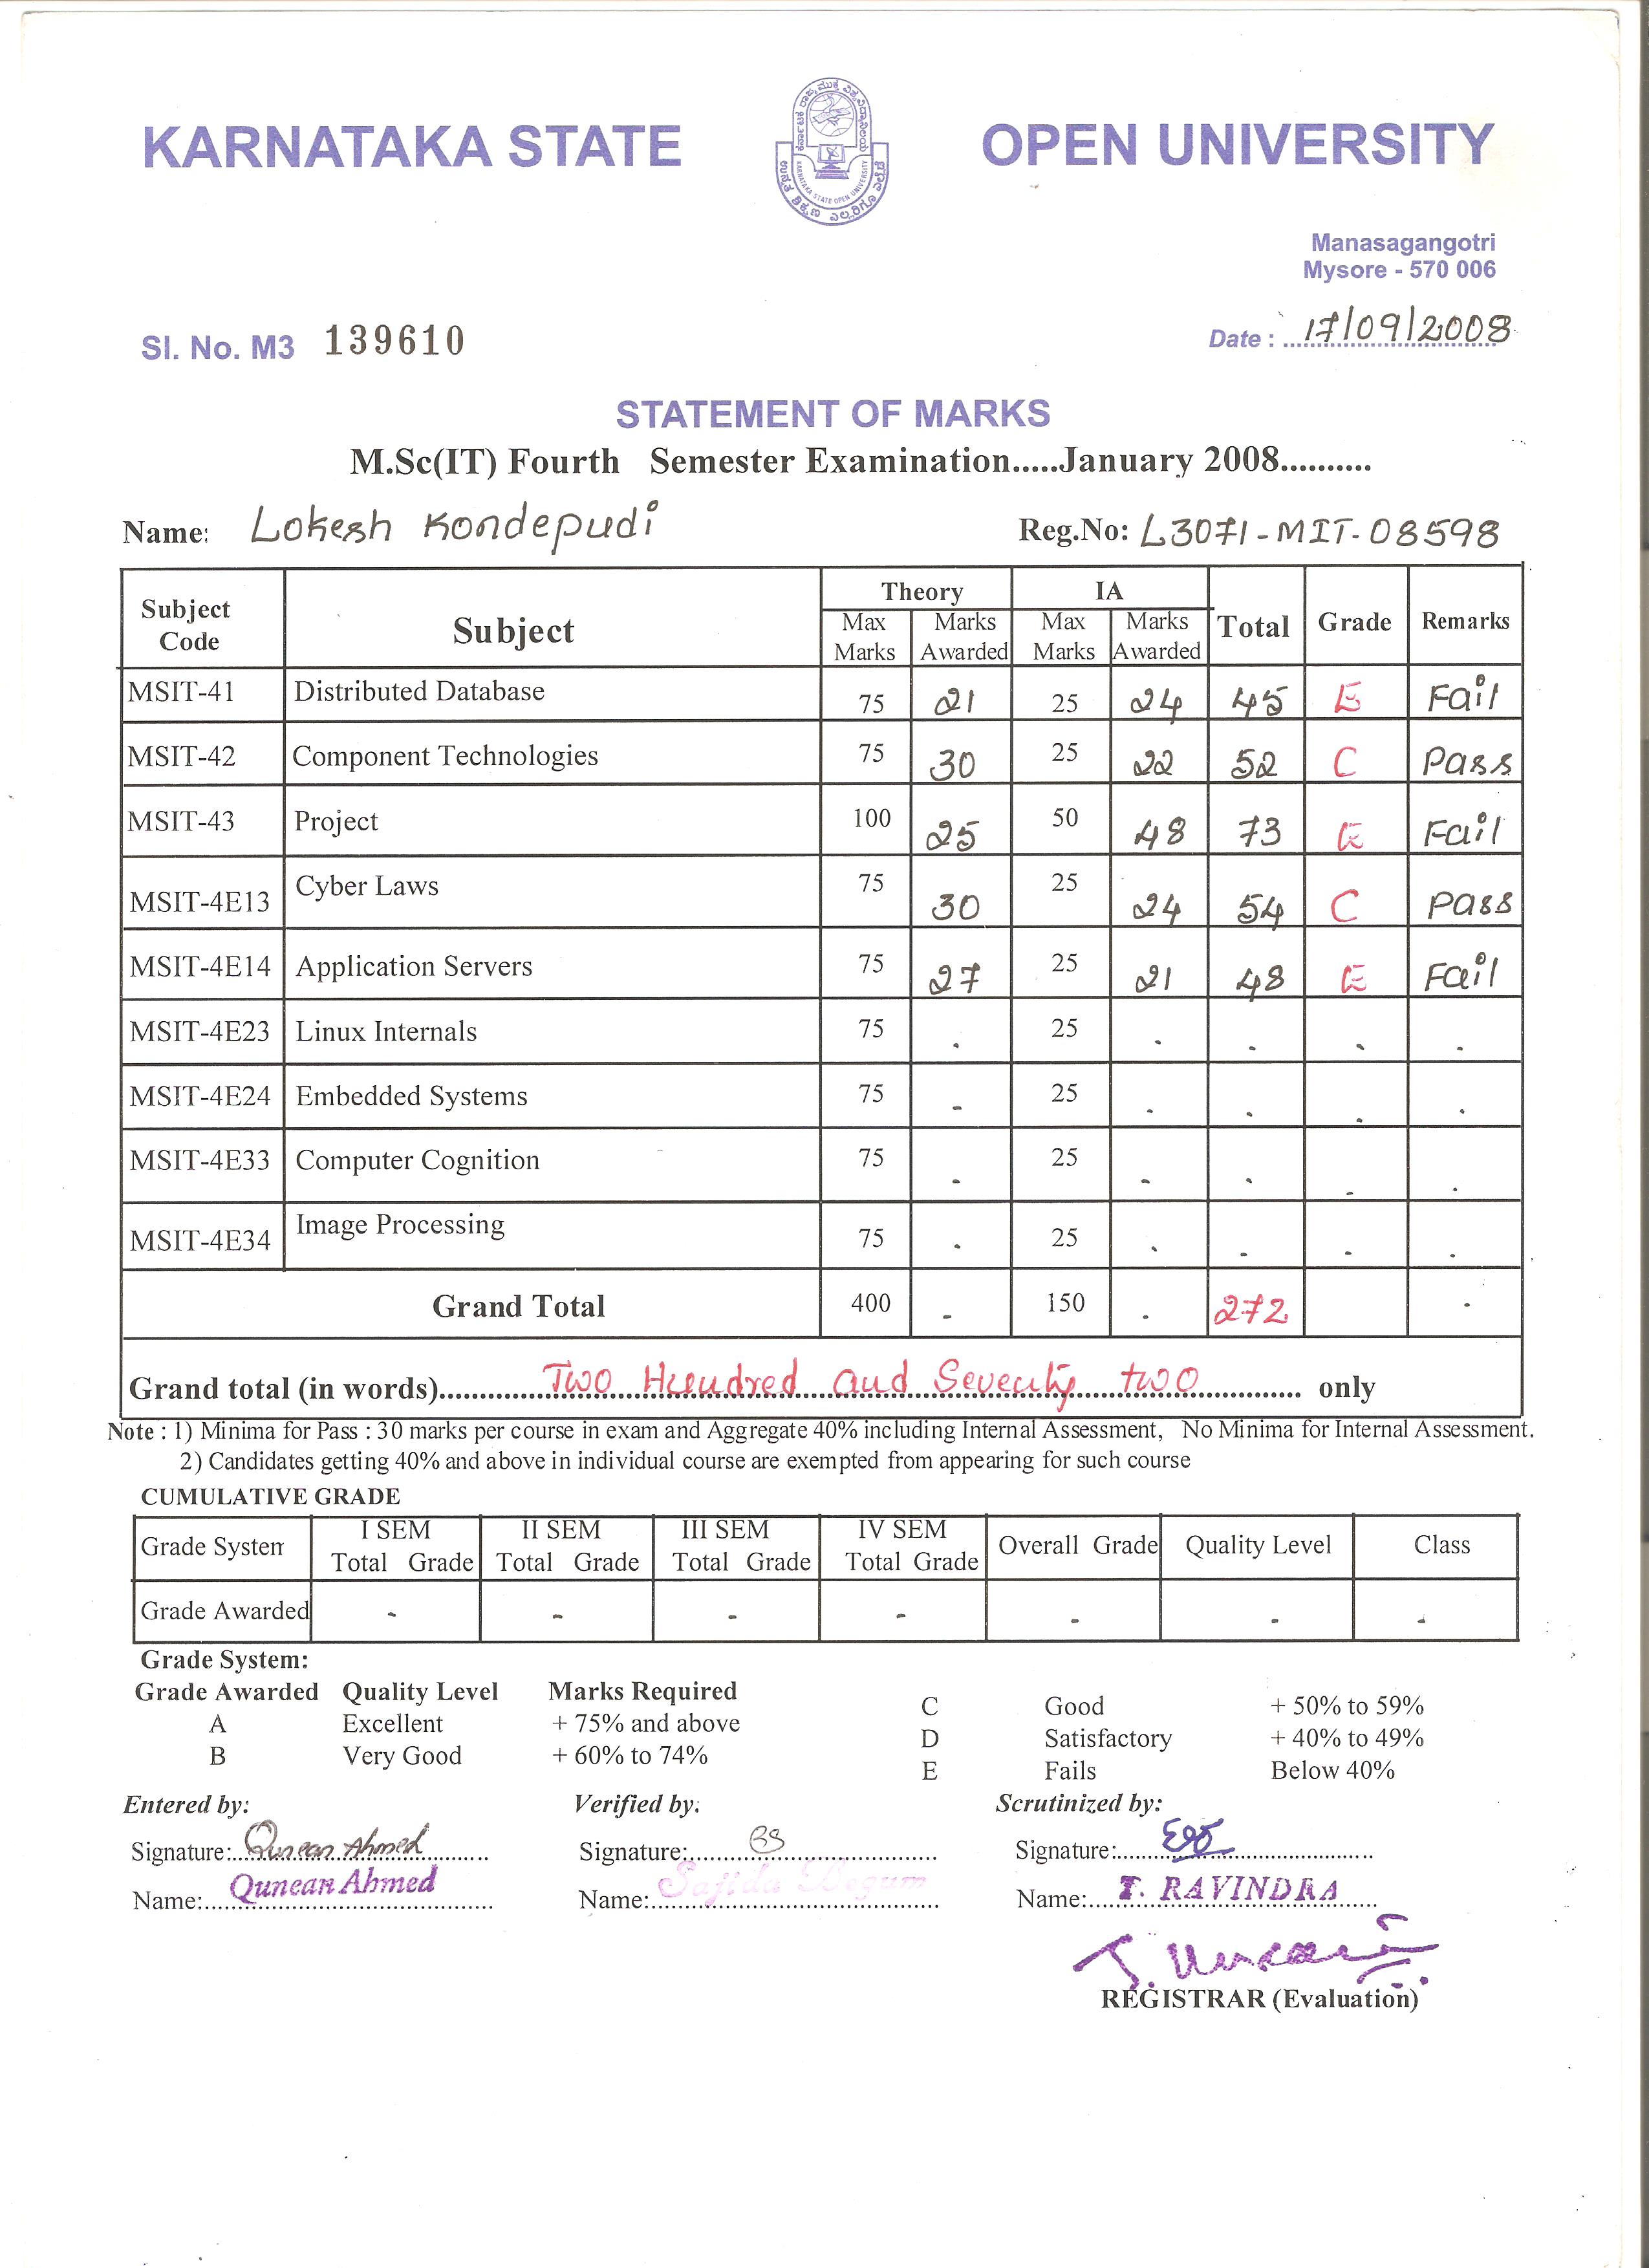 KARNATAKA STATE OPEN UNIVERSITY
KARNATAKA STATE OPEN UNIVERSITY
Manasagangotri
Mysore - 570 006
Sl. No. M3 139610
Date : 17/09/2008
STATEMENT OF MARKS
M.Sc(IT) Fourth Semester Examination.....January 2008..........
Name: Lokesh Kondepudi Reg.No: L3071-MIT-08598
Subject Code Subject Theory IA Total Grade Remarks
Max Marks Marks Awarded Max Marks Marks Awarded
MSIT-41 Distributed Database 75 21 25 24 45 E Fail
MSIT-42 Component Technologies 75 30 25 22 52 C Pass
MSIT-43 Project 100 25 50 48 73 E Fail
MSIT-4E13 Cyber Laws 75 30 25 24 54 C Pass
MSIT-4E14 Application Servers 75 27 25 21 48 E Fail
MSIT-4E23 Linux Internals 75 - 25 - - - -
MSIT-4E24 Embedded Systems 75 - 25 - - - -
MSIT-4E33 Computer Cognition 75 - 25 - - - -
MSIT-4E34 Image Processing 75 - 25 - - - -
Grand Total 400 - 150 - 272 -
Grand total (in words)..... Two Hundred and Seventy two ..... only
Note : 1) Minima for Pass : 30 marks per course in exam and Aggregate 40% including Internal Assessment, No Minima for Internal Assessment.
2) Candidates getting 40% and above in individual course are exempted from appearing for such course
CUMULATIVE GRADE
Grade System I SEM Total Grade II SEM Total Grade III SEM Total Grade IV SEM Total Grade Overall Grade Quality Level Class
Grade Awarded - - - - - - -
Grade System:
Grade Awarded Quality Level Marks Required
A Excellent + 75% and above
B Very Good + 60% to 74%
C Good + 50% to 59%
D Satisfactory + 40% to 49%
E Fails Below 40%
Entered by: Verified by: Scrutinized by:
Signature: Qunean Ahmed Signature: BS Signature:
Name: Qunean Ahmed Name: Sajida Begum Name: T. RAVINDRA
REGISTRAR (Evaluation)